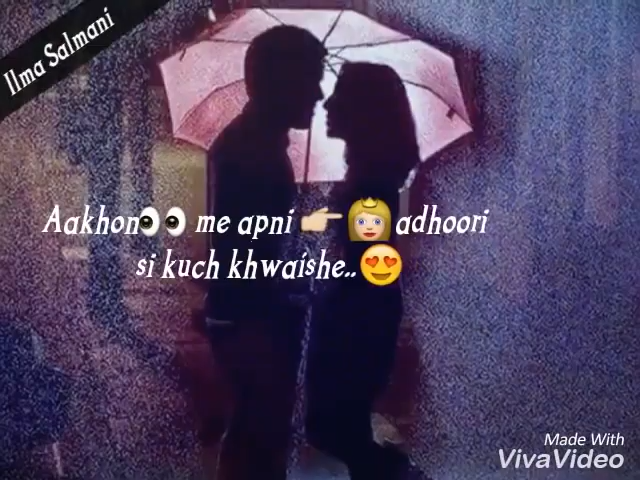 Ilma Salmani
Aakhon👀 me apni 👉👸 adhoori
si kuch khwaishe..😍
Made With
VivaVideo